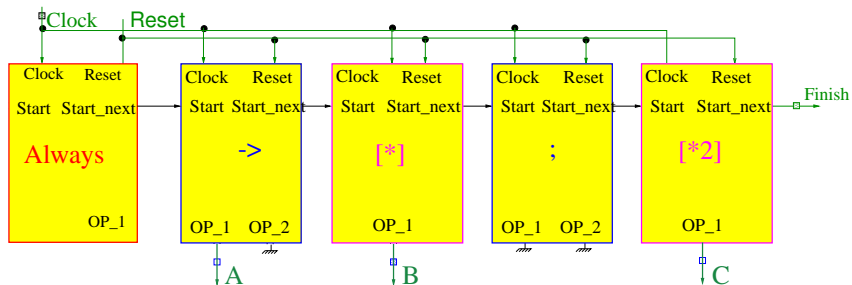 Clock Reset
Clock Reset Clock Reset Clock Reset Clock Reset Clock Reset
Start Start_next Start Start_next Start Start_next Start Start_next Start Start_next Finish
Always -> [*] ; [*2]
OP_1 OP_1 OP_2 OP_1 OP_1 OP_2 OP_1
A B C